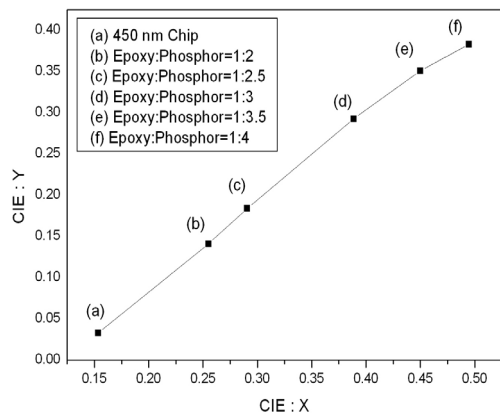 0.40
0.35
0.30
0.25
0.20
0.15
0.10
0.05
0.00
CIE : Y
(a) 450 nm Chip
(b) Epoxy:Phosphor=1:2
(c) Epoxy:Phosphor=1:2.5
(d) Epoxy:Phosphor=1:3
(e) Epoxy:Phosphor=1:3.5
(f) Epoxy:Phosphor=1:4
(f)
(e)
(d)
(c)
(b)
(a)
0.15 0.20 0.25 0.30 0.35 0.40 0.45 0.50
CIE : X